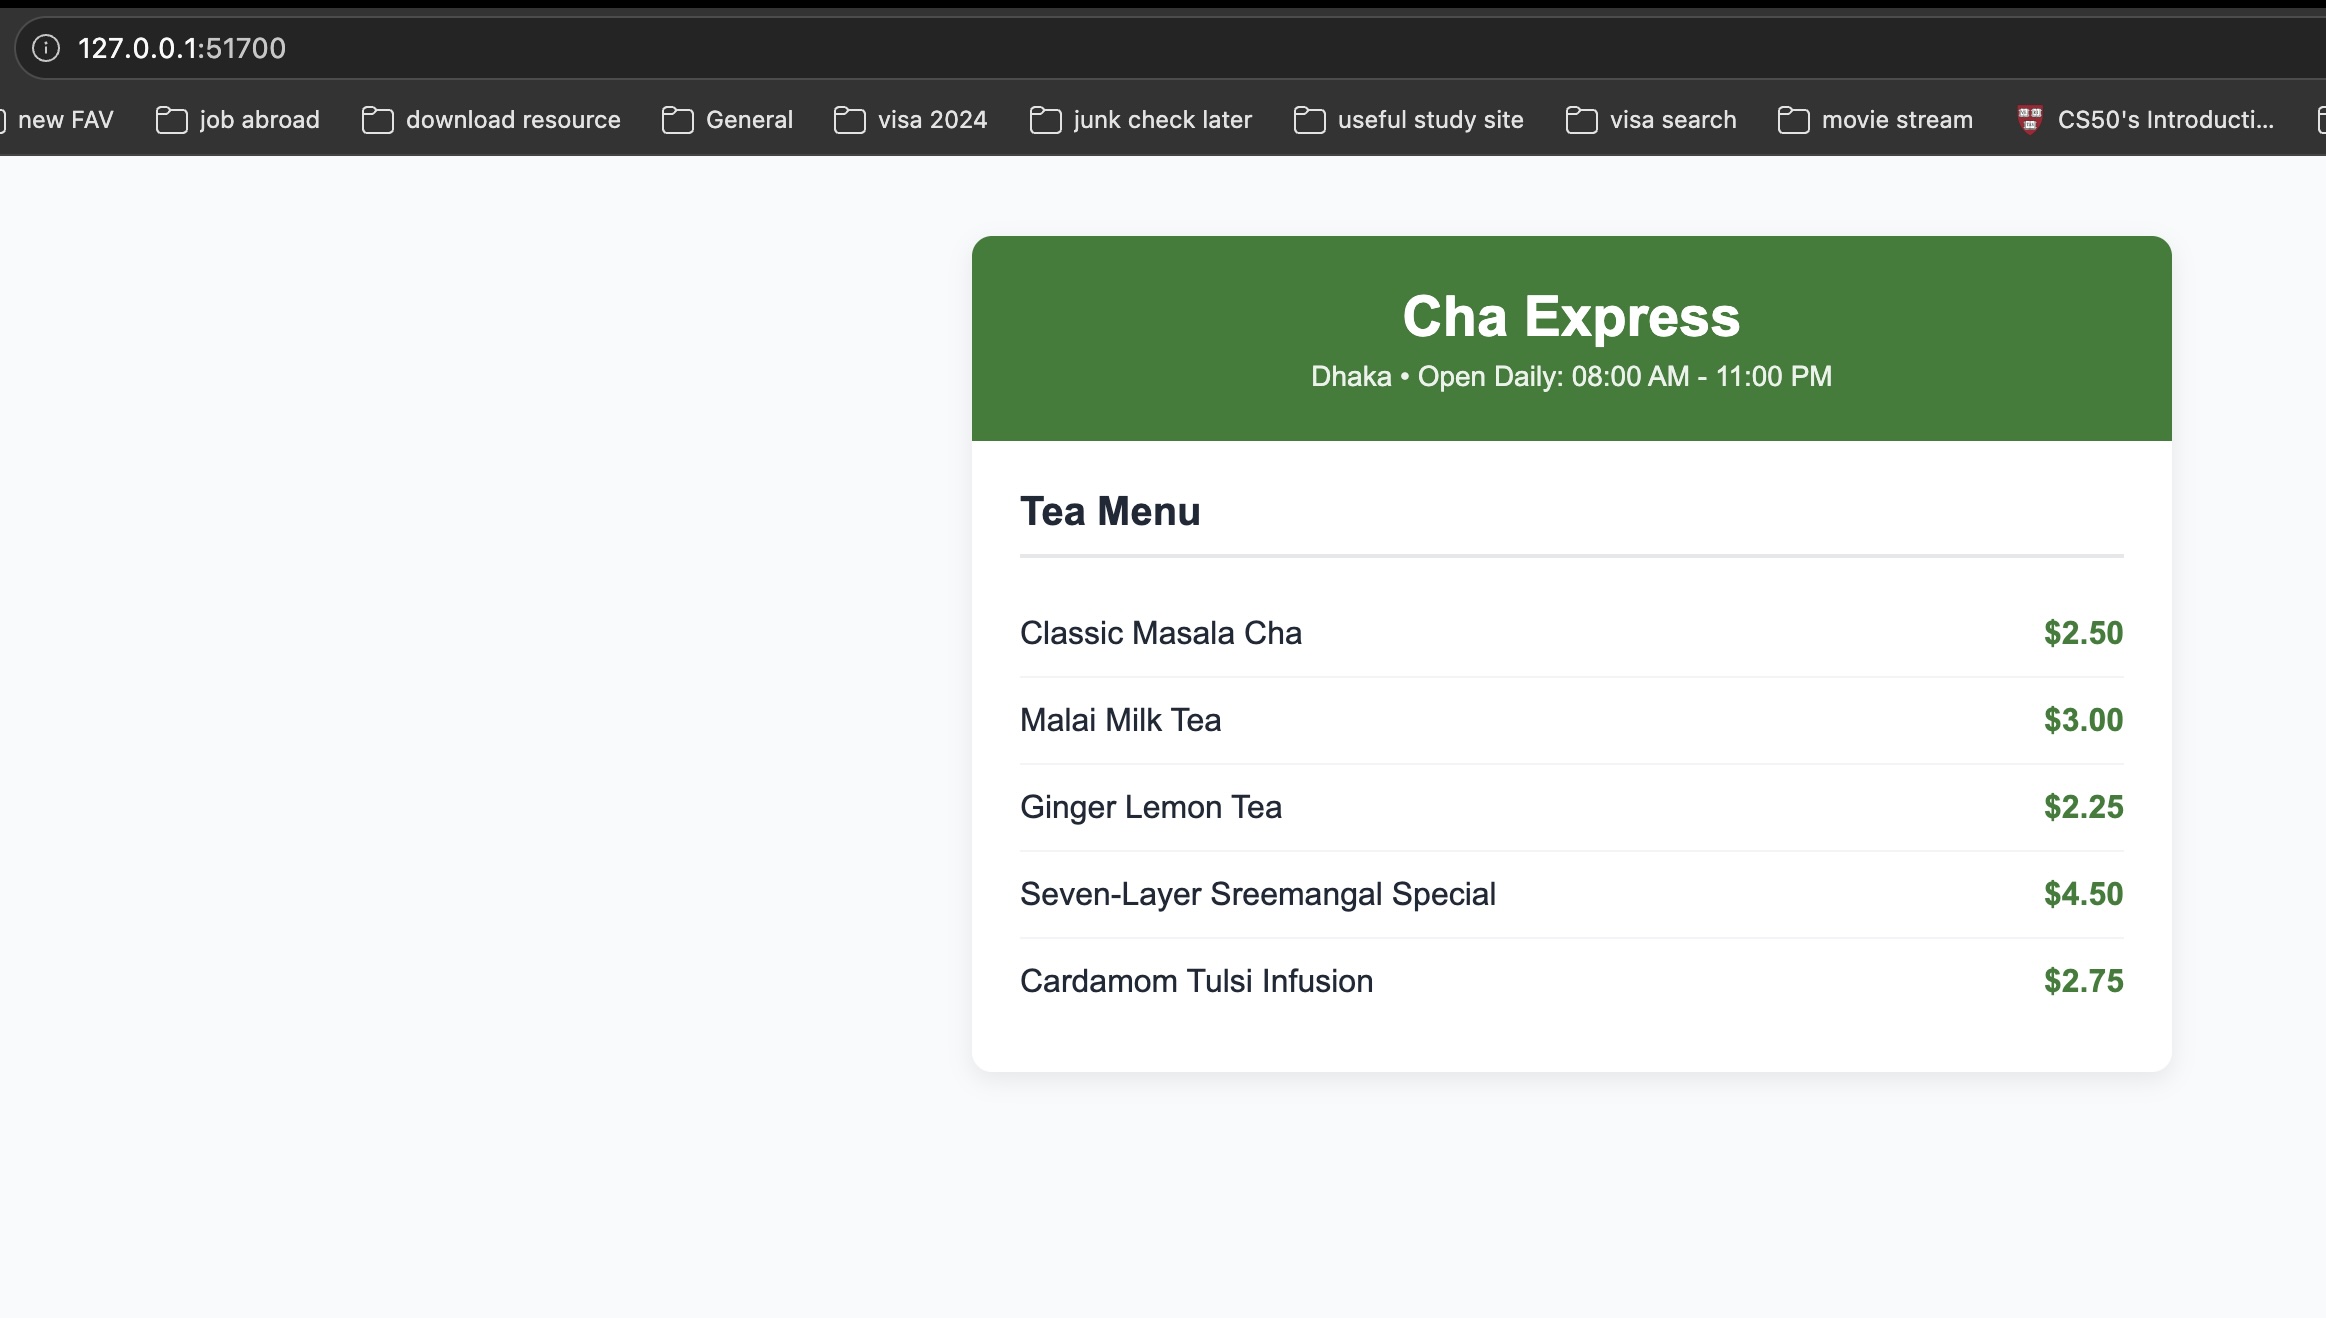 127.0.0.1:51700
new FAV
job abroad
download resource
General
visa 2024
junk check later
useful study site
visa search
movie stream
CS50's Introducti...
Cha Express
Dhaka • Open Daily: 08:00 AM - 11:00 PM
Tea Menu
Classic Masala Cha $2.50
Malai Milk Tea $3.00
Ginger Lemon Tea $2.25
Seven-Layer Sreemangal Special $4.50
Cardamom Tulsi Infusion $2.75